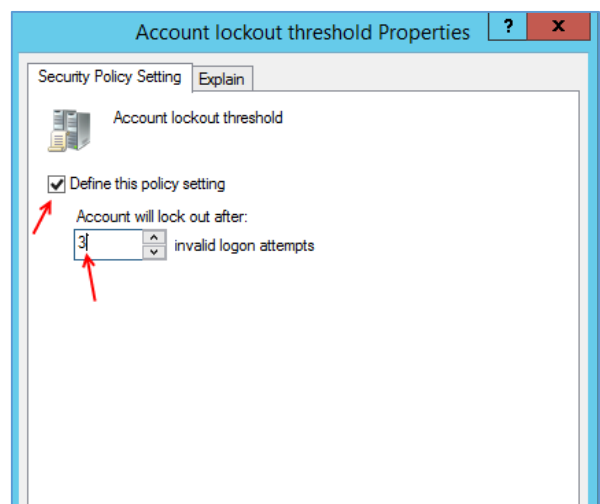 Account lockout threshold Properties ? x
Security Policy Setting Explain
Account lockout threshold
Define this policy setting
Account will lock out after:
3 invalid logon attempts